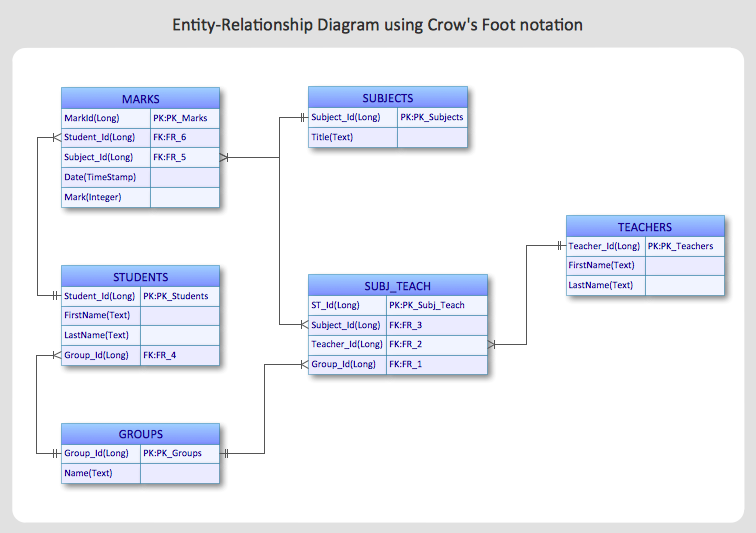 Entity-Relationship Diagram using Crow's Foot notation
MARKS
MarkId(Long) PK:PK_Marks
Student_Id(Long) FK:FR_6
Subject_Id(Long) FK:FR_5
Date(TimeStamp)
Mark(Integer)
SUBJECTS
Subject_Id(Long) PK:PK_Subjects
Title(Text)
TEACHERS
Teacher_Id(Long) PK:PK_Teachers
FirstName(Text)
LastName(Text)
STUDENTS
Student_Id(Long) PK:PK_Students
FirstName(Text)
LastName(Text)
Group_Id(Long) FK:FR_4
SUBJ_TEACH
ST_Id(Long) PK:PK_Subj_Teach
Subject_Id(Long) FK:FR_3
Teacher_Id(Long) FK:FR_2
Group_Id(Long) FK:FR_1
GROUPS
Group_Id(Long) PK:PK_Groups
Name(Text)